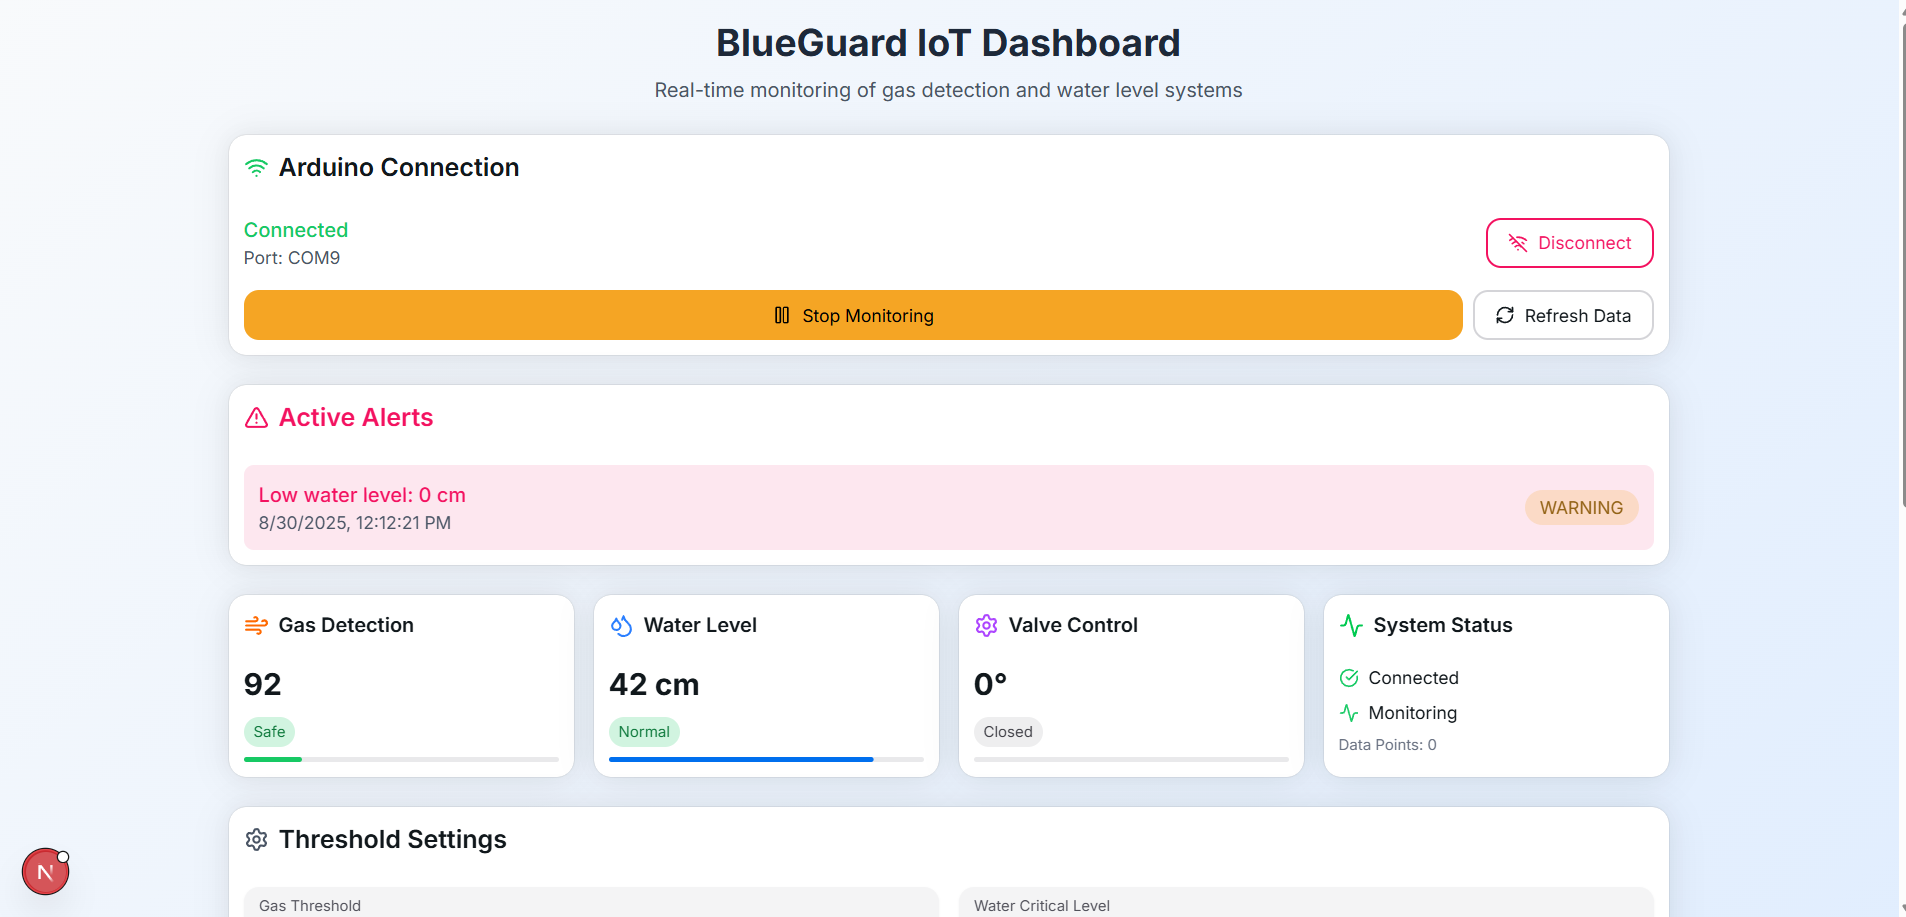 BlueGuard IoT Dashboard
Real-time monitoring of gas detection and water level systems
Arduino Connection
Connected
Port: COM9
Disconnect
Stop Monitoring
Refresh Data
Active Alerts
Low water level: 0 cm
8/30/2025, 12:12:21 PM
WARNING
Gas Detection
92
Safe
Water Level
42 cm
Normal
Valve Control
0°
Closed
System Status
Connected
Monitoring
Data Points: 0
Threshold Settings
Gas Threshold
Water Critical Level
N